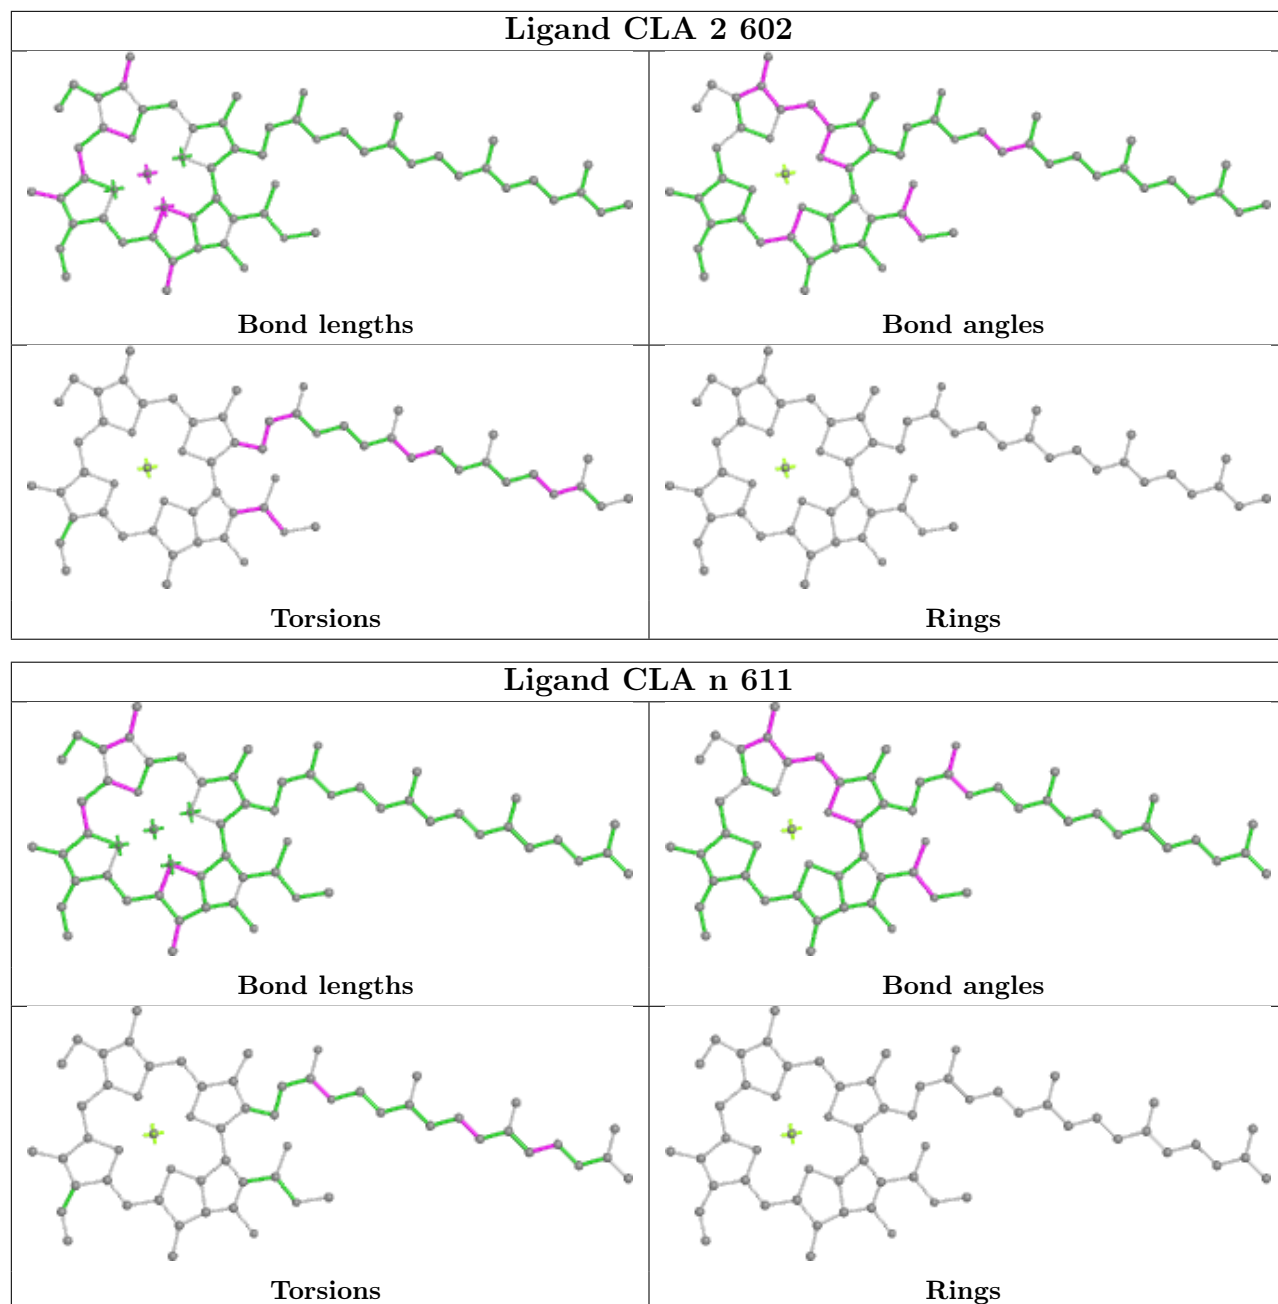 Ligand CLA 2 602
Bond lengths
Bond angles
Torsions
Rings
Ligand CLA n 611
Bond lengths
Bond angles
Torsions
Rings